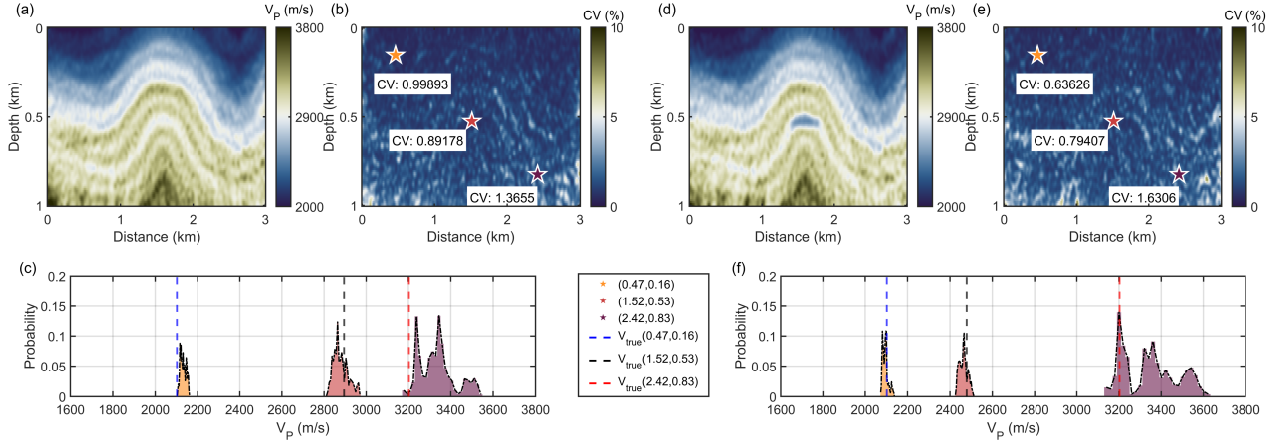 (a)
V_P (m/s)
0
0.5
1
Depth (km)
0
1
2
3
Distance (km)
3800
2900
2000
(b)
CV (%)
0
0.5
1
Depth (km)
CV: 0.99893
CV: 0.89178
CV: 1.3655
0
1
2
3
Distance (km)
10
5
0
(d)
V_P (m/s)
0
0.5
1
Depth (km)
0
1
2
3
Distance (km)
3800
2900
2000
(e)
CV (%)
0
0.5
1
Depth (km)
CV: 0.63626
CV: 0.79407
CV: 1.6306
0
1
2
3
Distance (km)
10
5
0
(c)
0.2
0.15
0.1
0.05
0
Probability
1600 1800 2000 2200 2400 2600 2800 3000 3200 3400 3600 3800
V_P (m/s)
(0.47,0.16)
(1.52,0.53)
(2.42,0.83)
V_true(0.47,0.16)
V_true(1.52,0.53)
V_true(2.42,0.83)
(f)
0.2
0.15
0.1
0.05
0
Probability
1600 1800 2000 2200 2400 2600 2800 3000 3200 3400 3600 3800
V_P (m/s)